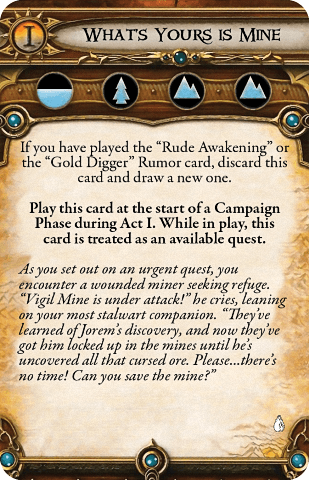 I
What's Yours is Mine
If you have played the “Rude Awakening” or
the “Gold Digger” Rumor card, discard this
card and draw a new one.
Play this card at the start of a Campaign
Phase during Act I. While in play, this
card is treated as an available quest.
As you set out on an urgent quest, you
encounter a wounded miner seeking refuge.
“Vigil Mine is under attack!” he cries, leaning
on your most stalwart companion. “They’ve
learned of Jorem’s discovery, and now they’ve
got him locked up in the mines until he’s
uncovered all that cursed ore. Please...there’s
no time! Can you save the mine?”